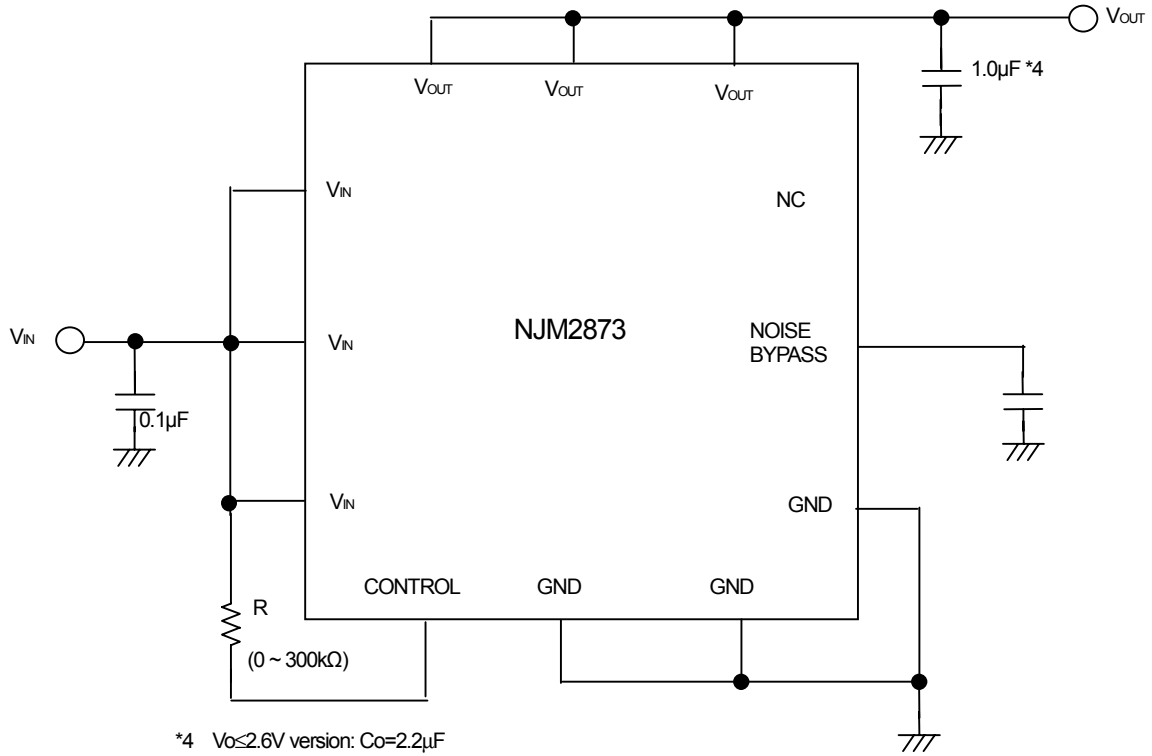 VOUT
1.0µF *4
VOUT VOUT VOUT
VIN
NC
VIN
VIN
NJM2873
NOISE
BYPASS
0.1µF
VIN
GND
CONTROL GND GND
R
(0 ~ 300kΩ)
*4 Vo≤2.6V version: Co=2.2µF